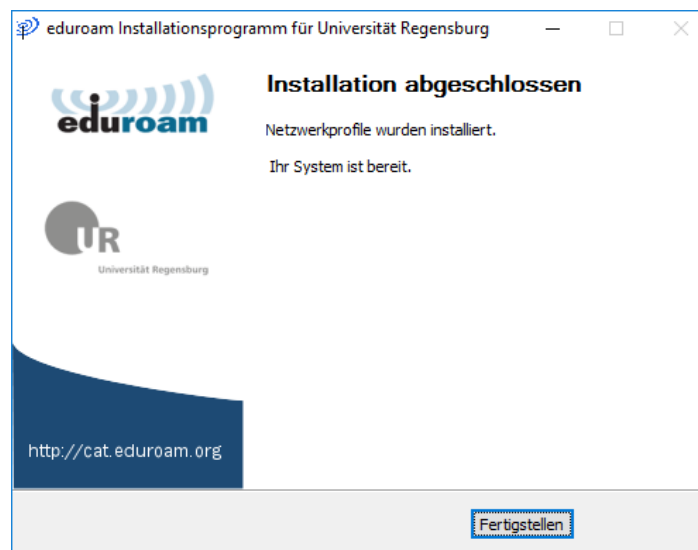 eduroam Installationsprogramm für Universität Regensburg
eduroam
Installation abgeschlossen
Netzwerkprofile wurden installiert.
Ihr System ist bereit.
UR
Universität Regensburg
http://cat.eduroam.org
Fertigstellen